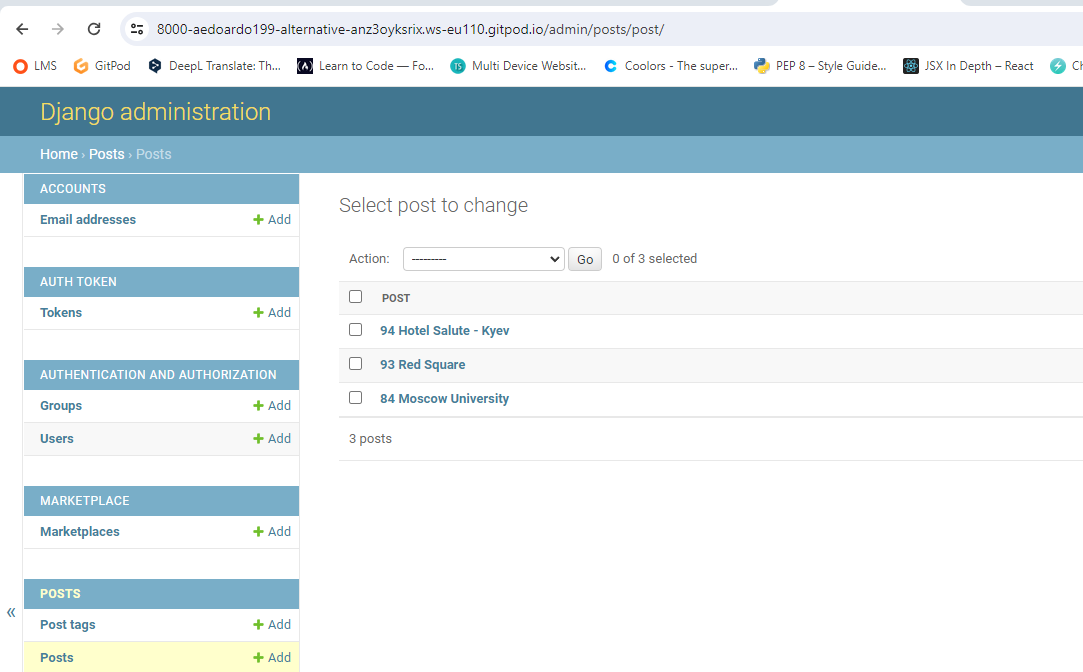 8000-aedoardo199-alternative-anz3oyksrix.ws-eu110.gitpod.io/admin/posts/post/
LMS GitPod DeepL Translate: Th... Learn to Code — Fo... Multi Device Websit... Coolors - The super... PEP 8 – Style Guide... JSX In Depth – React Ch
Django administration
Home › Posts › Posts
ACCOUNTS
Email addresses + Add
AUTH TOKEN
Tokens + Add
AUTHENTICATION AND AUTHORIZATION
Groups + Add
Users + Add
MARKETPLACE
Marketplaces + Add
POSTS
Post tags + Add
Posts + Add
«
Select post to change
Action: --------- Go 0 of 3 selected
POST
94 Hotel Salute - Kyev
93 Red Square
84 Moscow University
3 posts